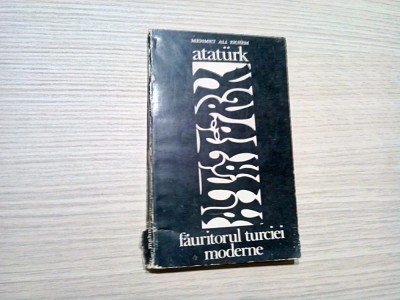 MEHMET ALI EKREM
atatürk
făuritorul turciei
moderne